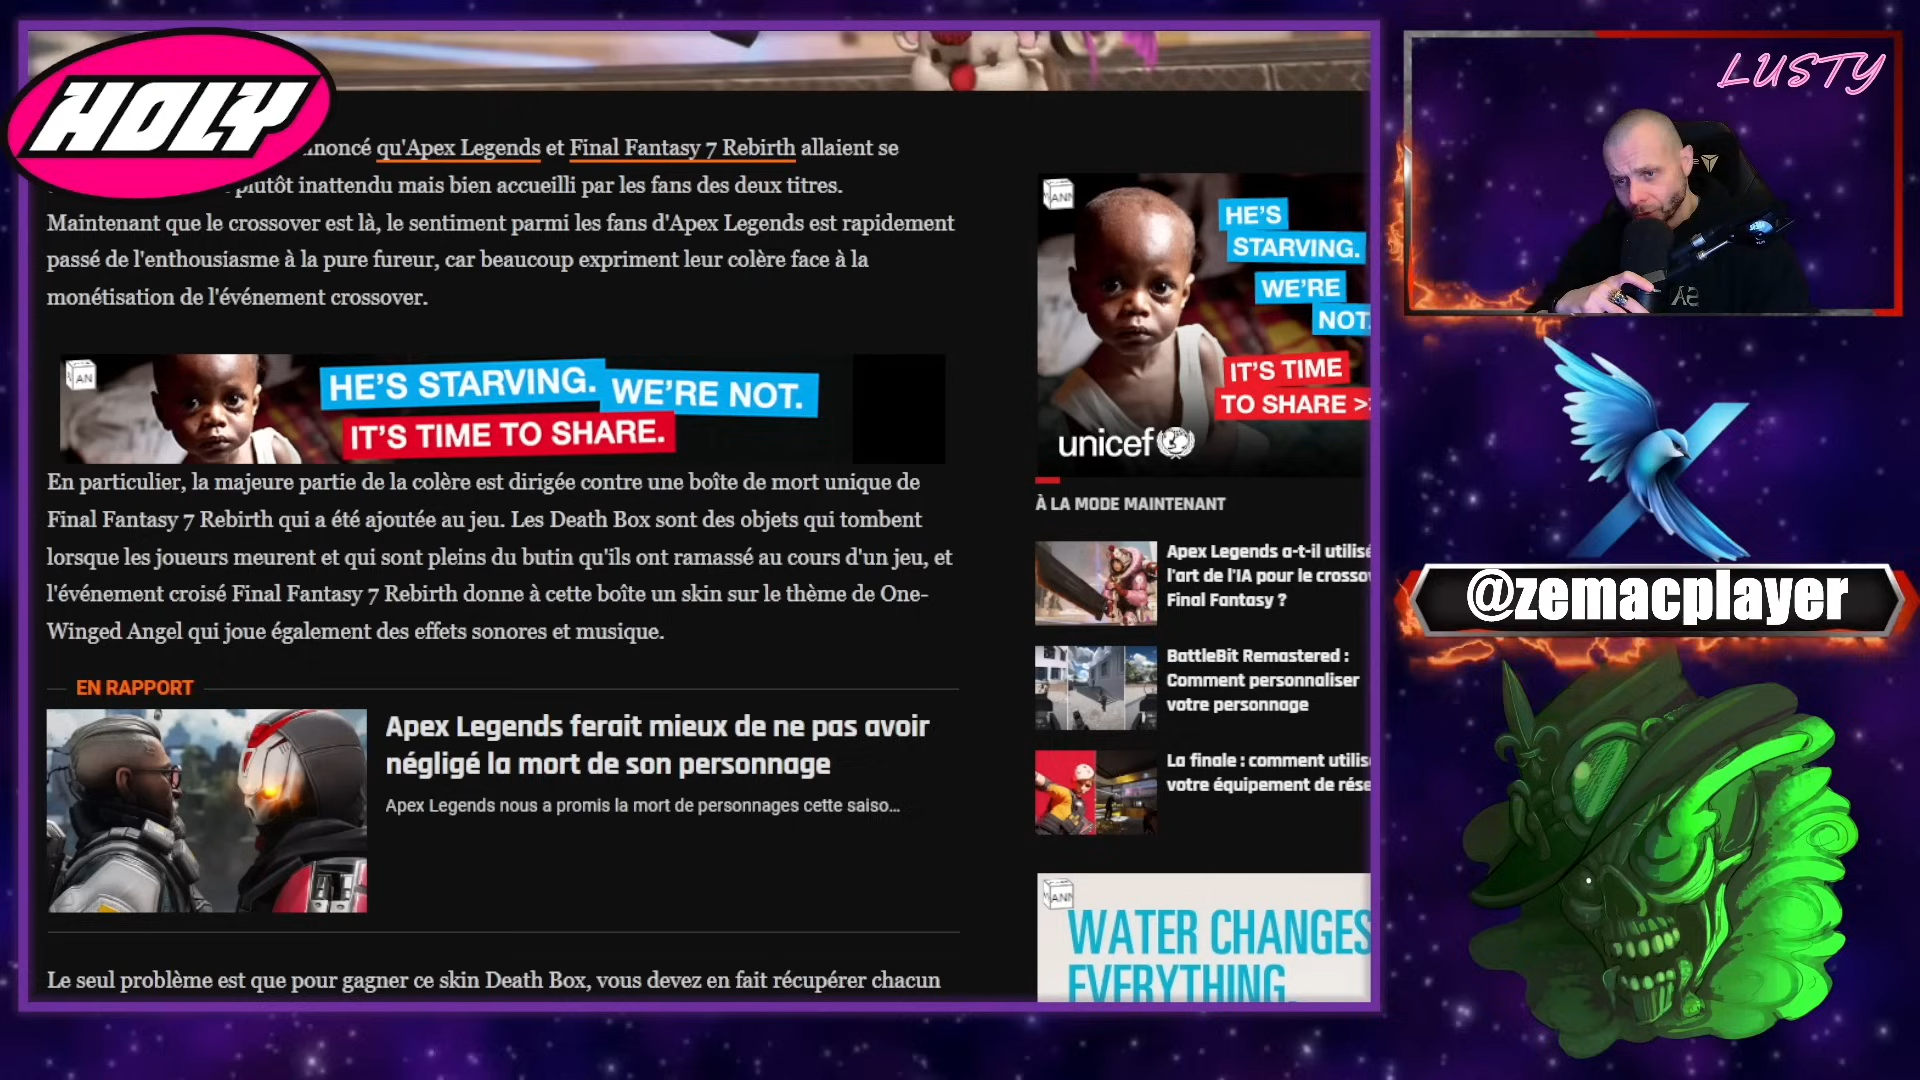 HOLY
LUSTY
nnoncé qu'Apex Legends et Final Fantasy 7 Rebirth allaient se
plutôt inattendu mais bien accueilli par les fans des deux titres.
Maintenant que le crossover est là, le sentiment parmi les fans d'Apex Legends est rapidement
passé de l'enthousiasme à la pure fureur, car beaucoup expriment leur colère face à la
monétisation de l'événement crossover.
HE'S STARVING. WE'RE NOT.
IT'S TIME TO SHARE.
En particulier, la majeure partie de la colère est dirigée contre une boîte de mort unique de
Final Fantasy 7 Rebirth qui a été ajoutée au jeu. Les Death Box sont des objets qui tombent
lorsque les joueurs meurent et qui sont pleins du butin qu'ils ont ramassé au cours d'un jeu, et
l'événement croisé Final Fantasy 7 Rebirth donne à cette boîte un skin sur le thème de One-
Winged Angel qui joue également des effets sonores et musique.
EN RAPPORT
Apex Legends ferait mieux de ne pas avoir
négligé la mort de son personnage
Apex Legends nous a promis la mort de personnages cette saiso...
Le seul problème est que pour gagner ce skin Death Box, vous devez en fait récupérer chacun
HE'S
STARVING.
WE'RE
NOT.
IT'S TIME
TO SHARE >
unicef
À LA MODE MAINTENANT
Apex Legends a-t-il utilisé
l'art de l'IA pour le crosso
Final Fantasy ?
BattleBit Remastered :
Comment personnaliser
votre personnage
La finale : comment utilis
votre équipement de rése
WATER CHANGES
EVERYTHING.
@zemacplayer